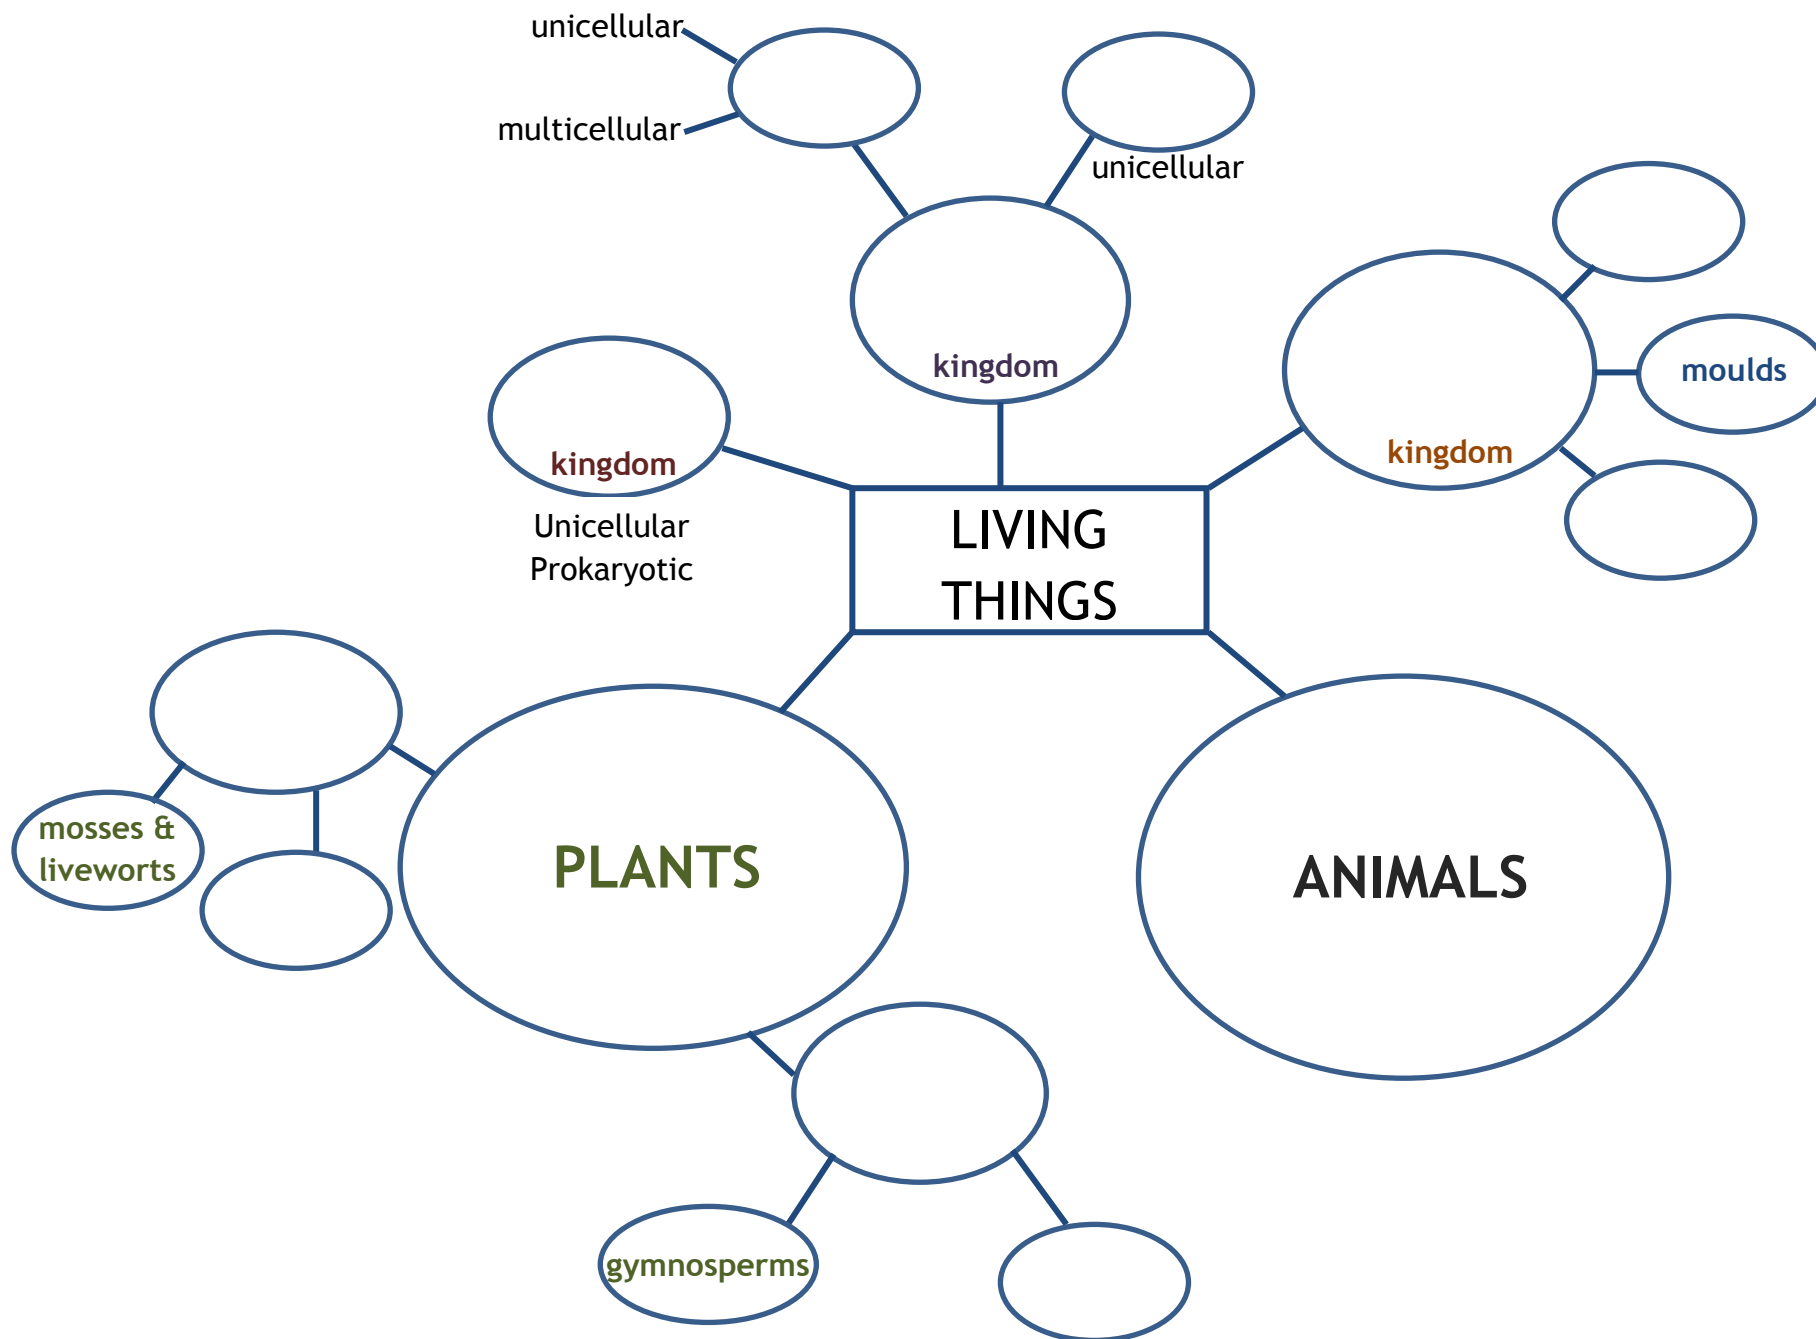 unicellular
multicellular
unicellular
kingdom
moulds
kingdom
kingdom
Unicellular
Prokaryotic
LIVING
THINGS
mosses &
liveworts
PLANTS
ANIMALS
gymnosperms